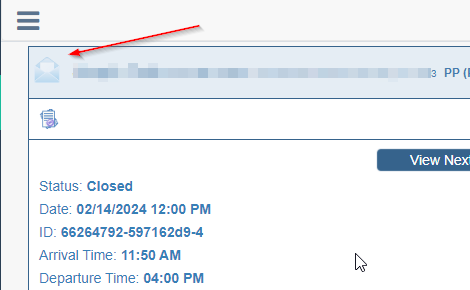 3 PP (
View Next
Status: Closed
Date: 02/14/2024 12:00 PM
ID: 66264792-597162d9-4
Arrival Time: 11:50 AM
Departure Time: 04:00 PM